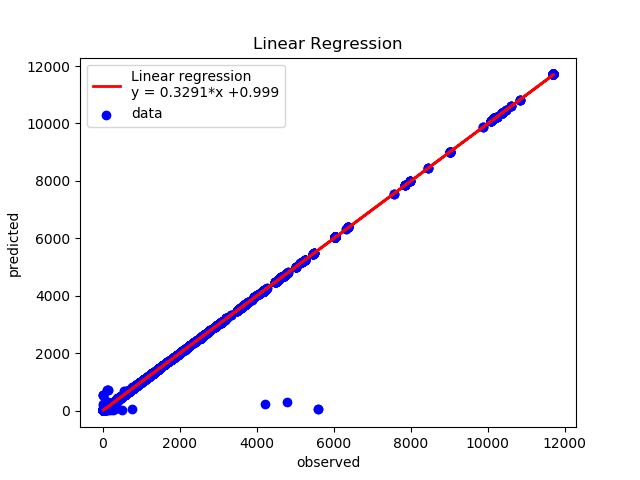 Linear Regression
Linear regression
y = 0.3291*x +0.999
data
12000
10000
8000
6000
4000
2000
0
predicted
0 2000 4000 6000 8000 10000 12000
observed